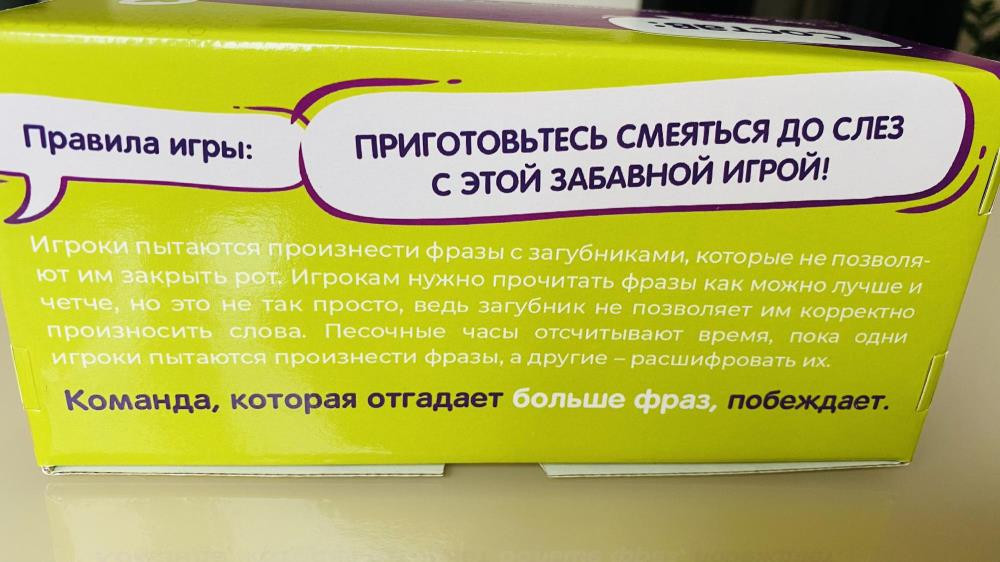 Состав:
Правила игры:
ПРИГОТОВЬТЕСЬ СМЕЯТЬСЯ ДО СЛЕЗ
С ЭТОЙ ЗАБАВНОЙ ИГРОЙ!
Игроки пытаются произнести фразы с загубниками, которые не позволя-
ют им закрыть рот. Игрокам нужно прочитать фразы как можно лучше и
четче, но это не так просто, ведь загубник не позволяет им корректно
произносить слова. Песочные часы отсчитывают время, пока одни
игроки пытаются произнести фразы, а другие – расшифровать их.
Команда, которая отгадает больше фраз, побеждает.